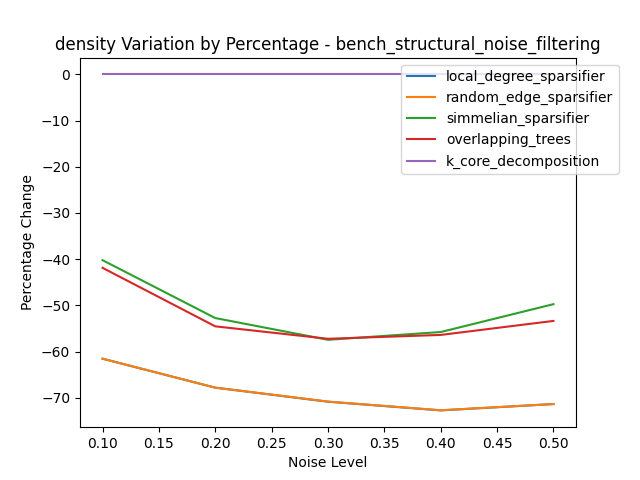 density Variation by Percentage - bench_structural_noise_filtering
local_degree_sparsifier
random_edge_sparsifier
simmelian_sparsifier
overlapping_trees
k_core_decomposition
Percentage Change
0
−10
−20
−30
−40
−50
−60
−70
0.10 0.15 0.20 0.25 0.30 0.35 0.40 0.45 0.50
Noise Level